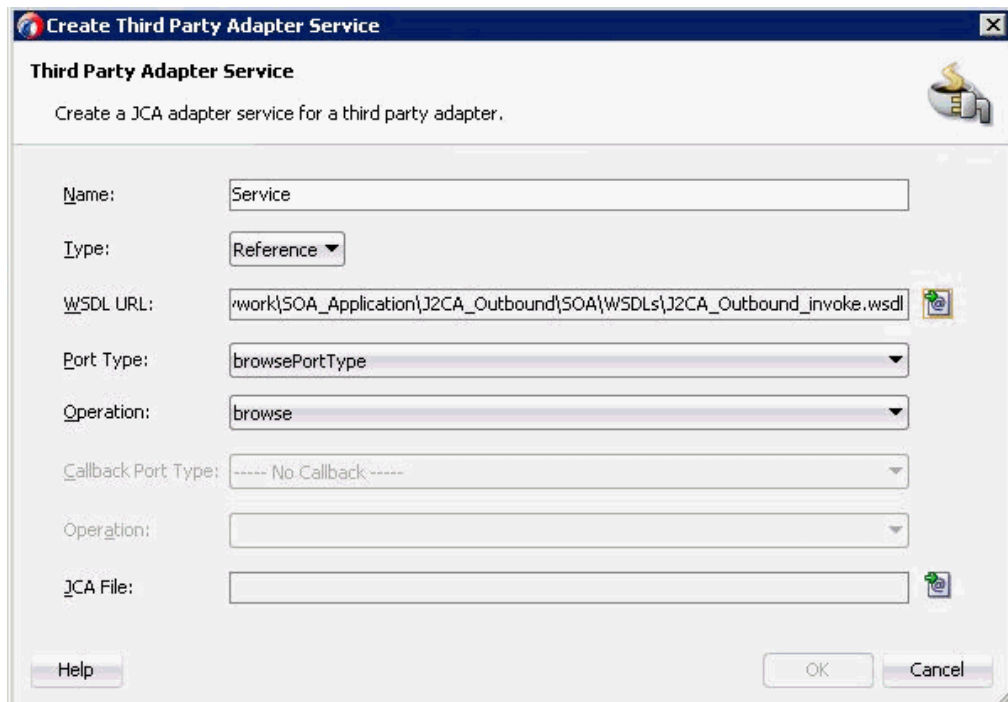 Create Third Party Adapter Service
Third Party Adapter Service
Create a JCA adapter service for a third party adapter.
Name: Service
Type: Reference
WSDL URL: work\SOA_Application\J2CA_Outbound\SOA\WSDLs\J2CA_Outbound_invoke.wsdl
Port Type: browsePortType
Operation: browse
Callback Port Type: ----- No Callback -----
Operation:
JCA File:
Help OK Cancel